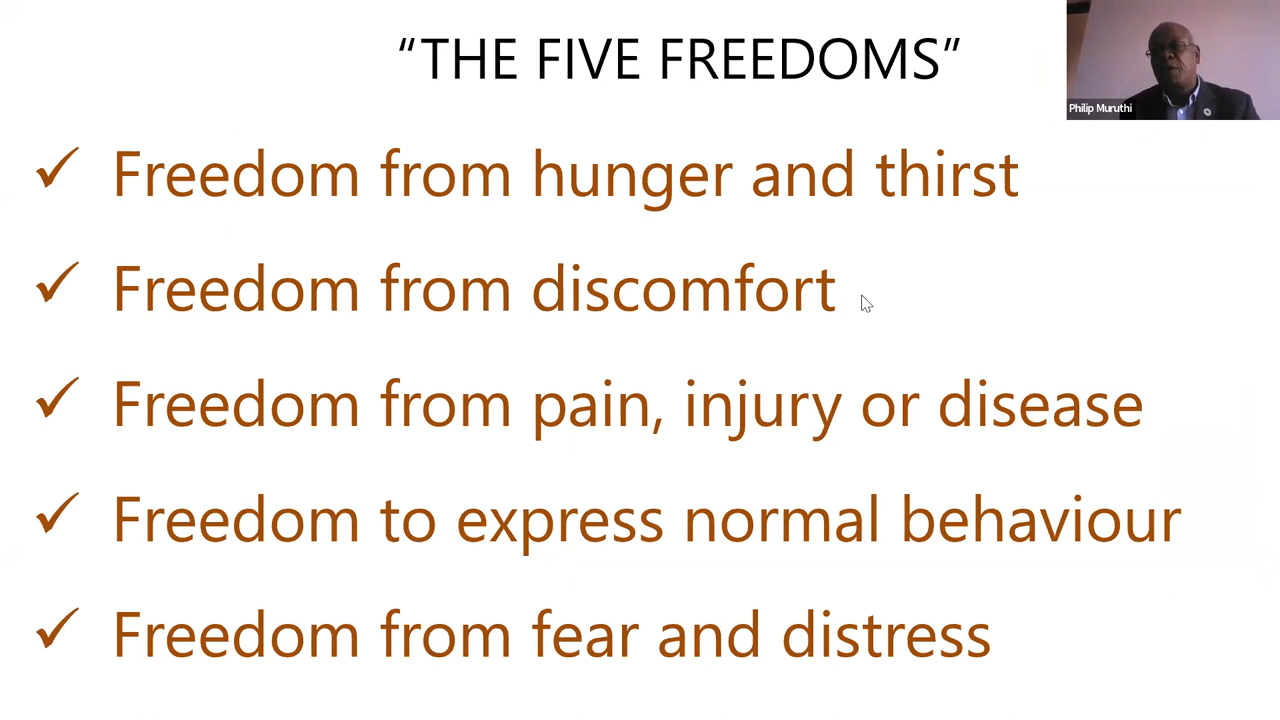 “THE FIVE FREEDOMS”
Philip Muruthi
Freedom from hunger and thirst
Freedom from discomfort
Freedom from pain, injury or disease
Freedom to express normal behaviour
Freedom from fear and distress